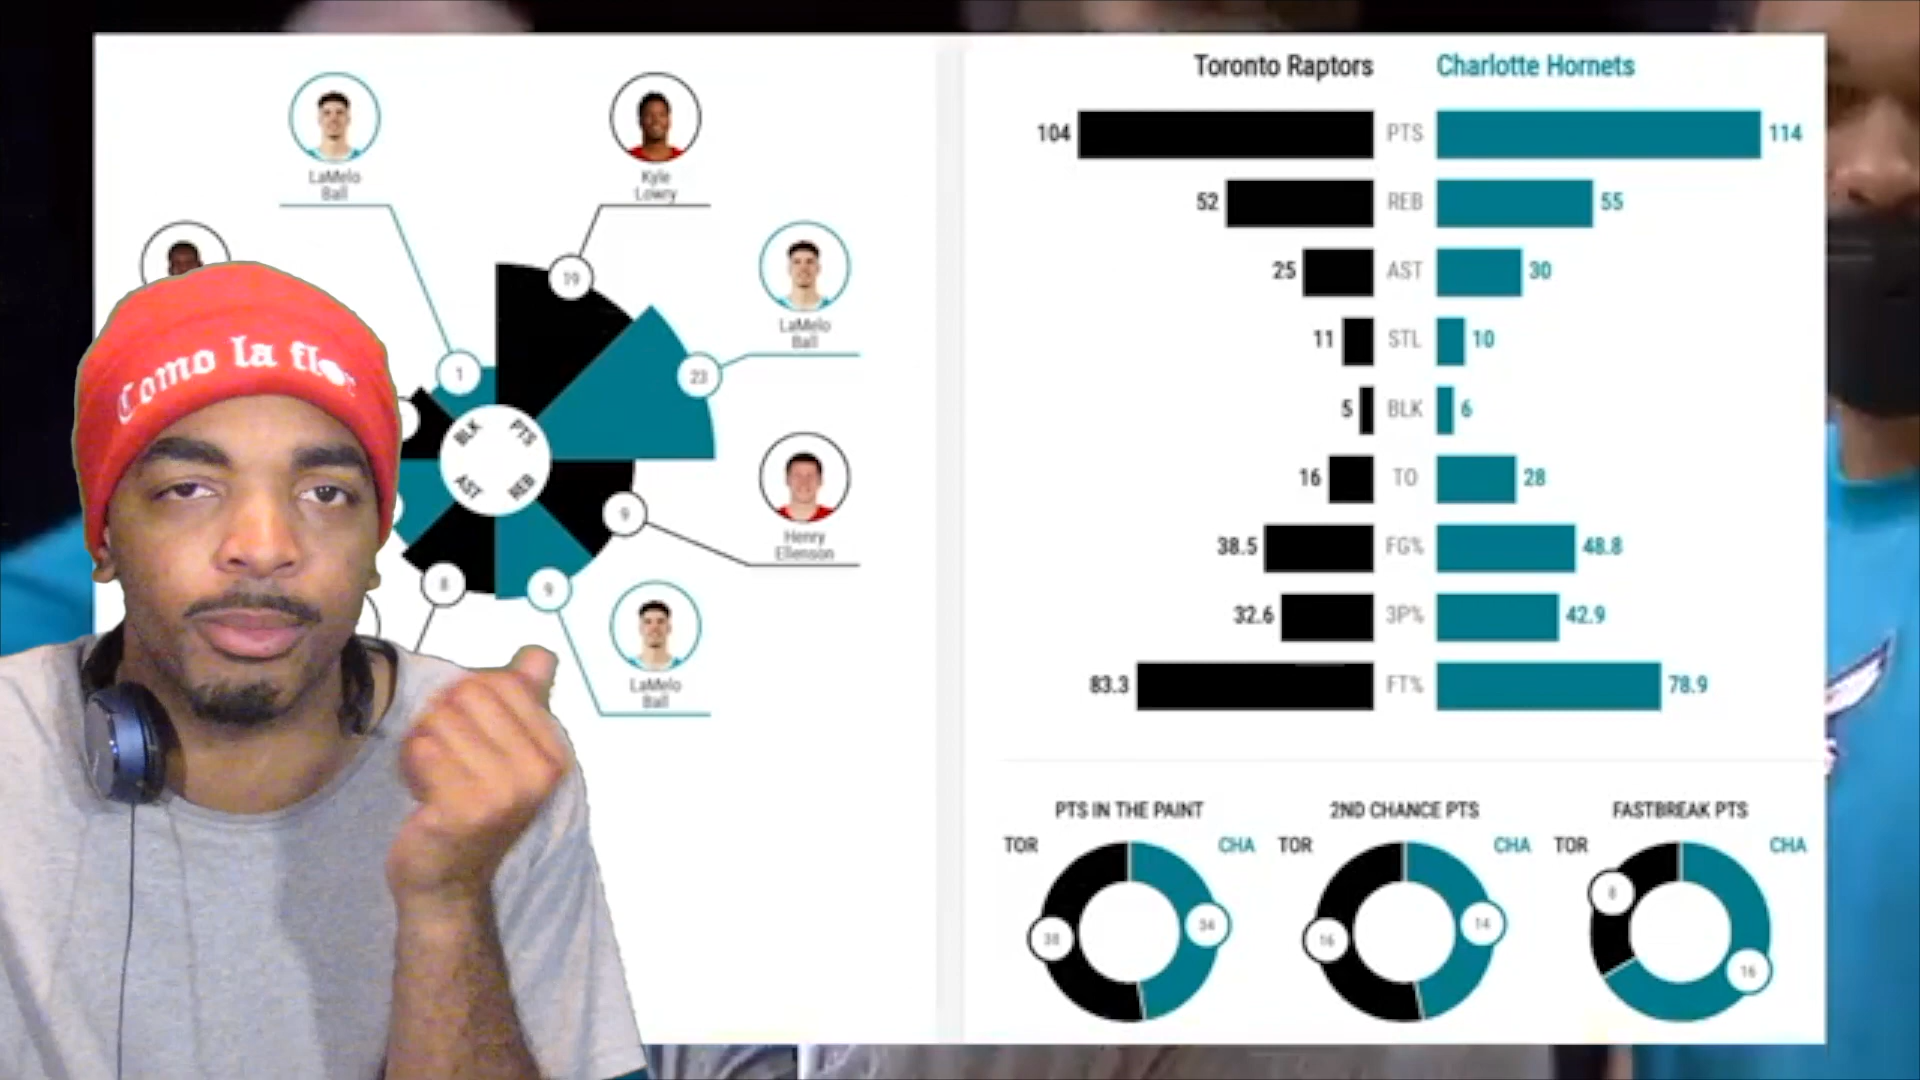 Toronto Raptors Charlotte Hornets
LaMelo
Ball
Kyle
Lowry
LaMelo
Ball
Henry
Ellenson
LaMelo
Ball
1
19
23
9
9
8
BLK PTS
AST REB
Como la flor
104 PTS 114
52 REB 55
25 AST 30
11 STL 10
5 BLK 6
16 TO 28
38.5 FG% 48.8
32.6 3P% 42.9
83.3 FT% 78.9
PTS IN THE PAINT
TOR CHA
38 34
2ND CHANCE PTS
TOR CHA
16 14
FASTBREAK PTS
TOR CHA
8 16